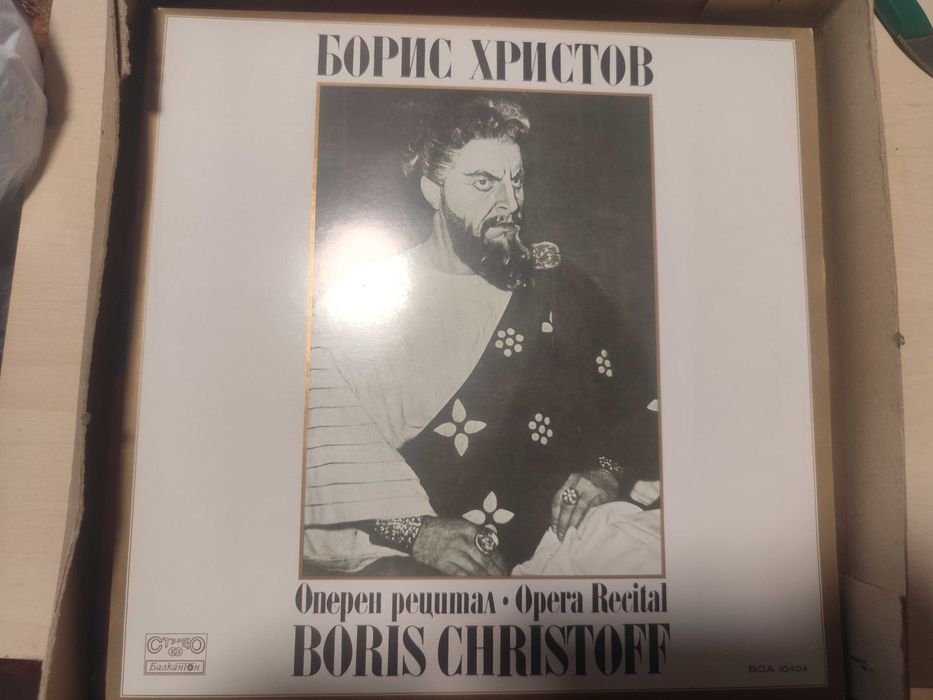 БОРИС ХРИСТОВ
Оперен рецитал • Opera Recital
BORIS CHRISTOFF
СТЕРЕО
Балкантон
ВОА 10404